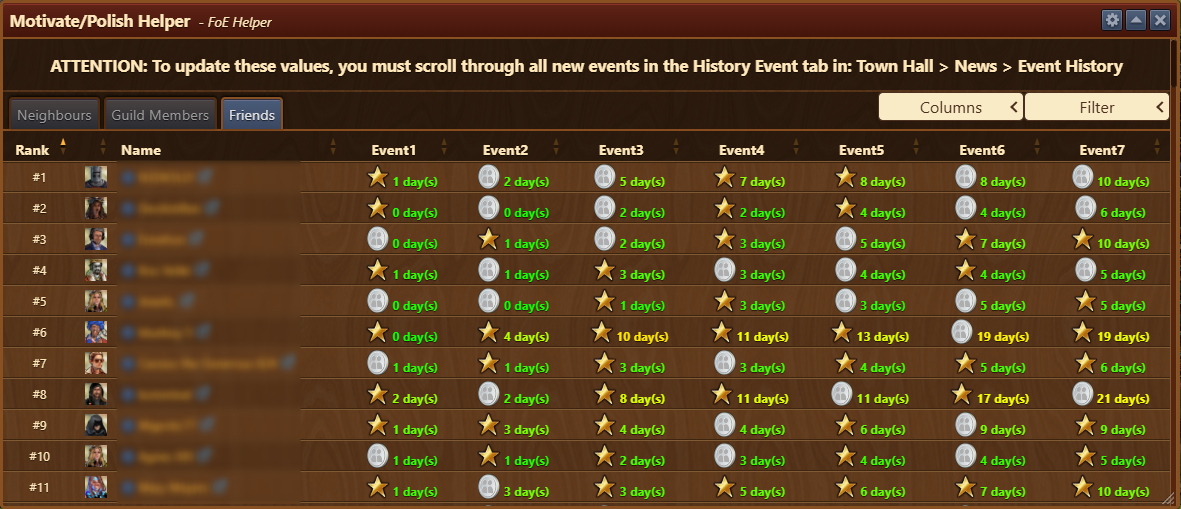 Motivate/Polish Helper - FoE Helper
ATTENTION: To update these values, you must scroll through all new events in the History Event tab in: Town Hall > News > Event History
Neighbours Guild Members Friends Columns Filter
Rank Name Event1 Event2 Event3 Event4 Event5 Event6 Event7
#1 1 day(s) 2 day(s) 5 day(s) 7 day(s) 8 day(s) 8 day(s) 10 day(s)
#2 0 day(s) 0 day(s) 2 day(s) 2 day(s) 4 day(s) 4 day(s) 6 day(s)
#3 0 day(s) 1 day(s) 2 day(s) 3 day(s) 5 day(s) 7 day(s) 10 day(s)
#4 1 day(s) 1 day(s) 3 day(s) 3 day(s) 4 day(s) 4 day(s) 5 day(s)
#5 0 day(s) 0 day(s) 1 day(s) 3 day(s) 3 day(s) 5 day(s) 5 day(s)
#6 0 day(s) 4 day(s) 10 day(s) 11 day(s) 13 day(s) 19 day(s) 19 day(s)
#7 1 day(s) 1 day(s) 3 day(s) 3 day(s) 4 day(s) 5 day(s) 6 day(s)
#8 2 day(s) 2 day(s) 8 day(s) 11 day(s) 11 day(s) 17 day(s) 21 day(s)
#9 1 day(s) 3 day(s) 4 day(s) 4 day(s) 6 day(s) 9 day(s) 9 day(s)
#10 1 day(s) 1 day(s) 2 day(s) 3 day(s) 4 day(s) 4 day(s) 5 day(s)
#11 1 day(s) 3 day(s) 3 day(s) 5 day(s) 6 day(s) 7 day(s) 10 day(s)